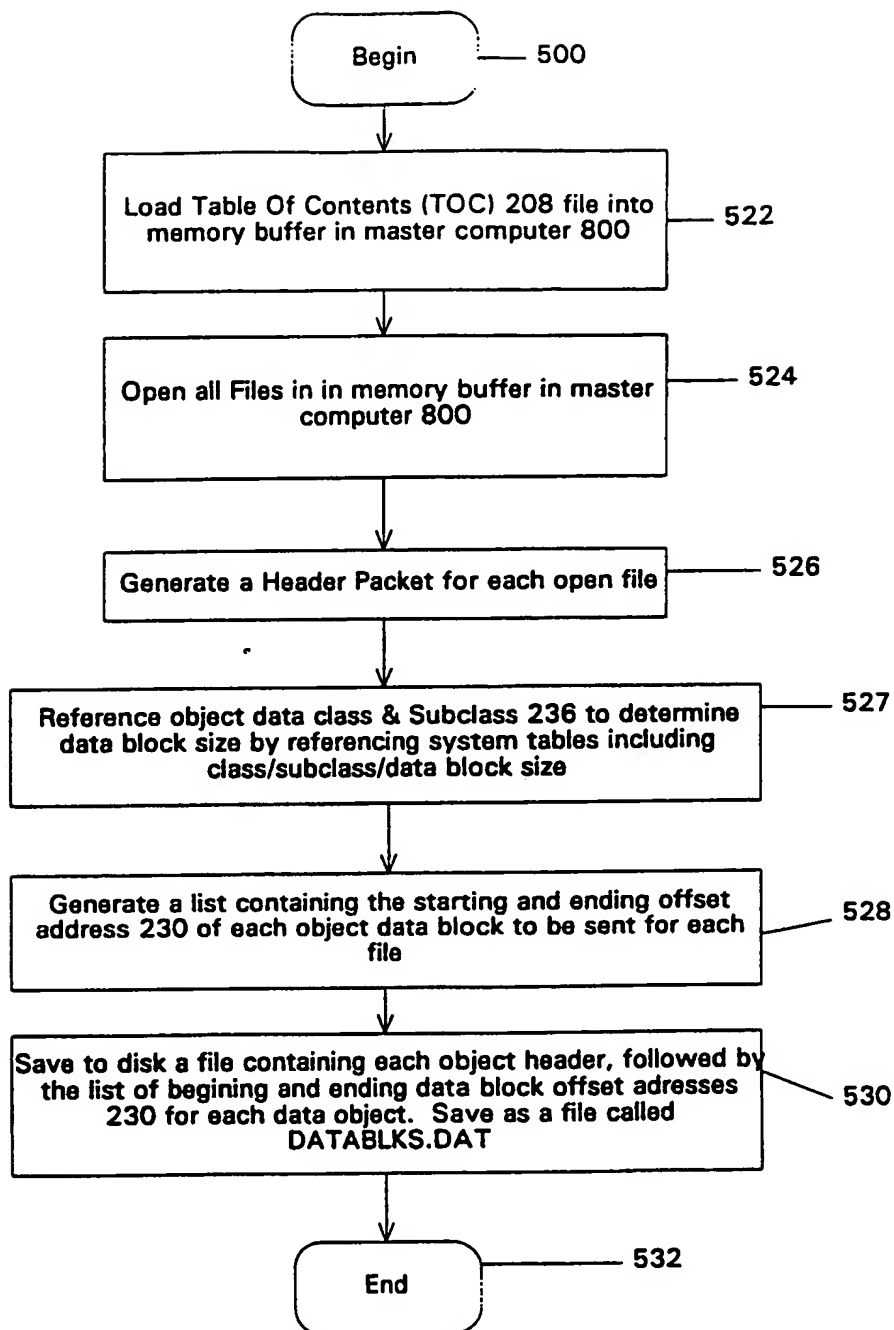 Begin
500
Load Table Of Contents (TOC) 208 file into
memory buffer in master computer 800
522
Open all Files in in memory buffer in master
computer 800
524
Generate a Header Packet for each open file
526
Reference object data class & Subclass 236 to determine
data block size by referencing system tables including
class/subclass/data block size
527
Generate a list containing the starting and ending offset
address 230 of each object data block to be sent for each
file
528
Save to disk a file containing each object header, followed by
the list of begining and ending data block offset adresses
230 for each data object. Save as a file called
DATABLKS.DAT
530
End
532